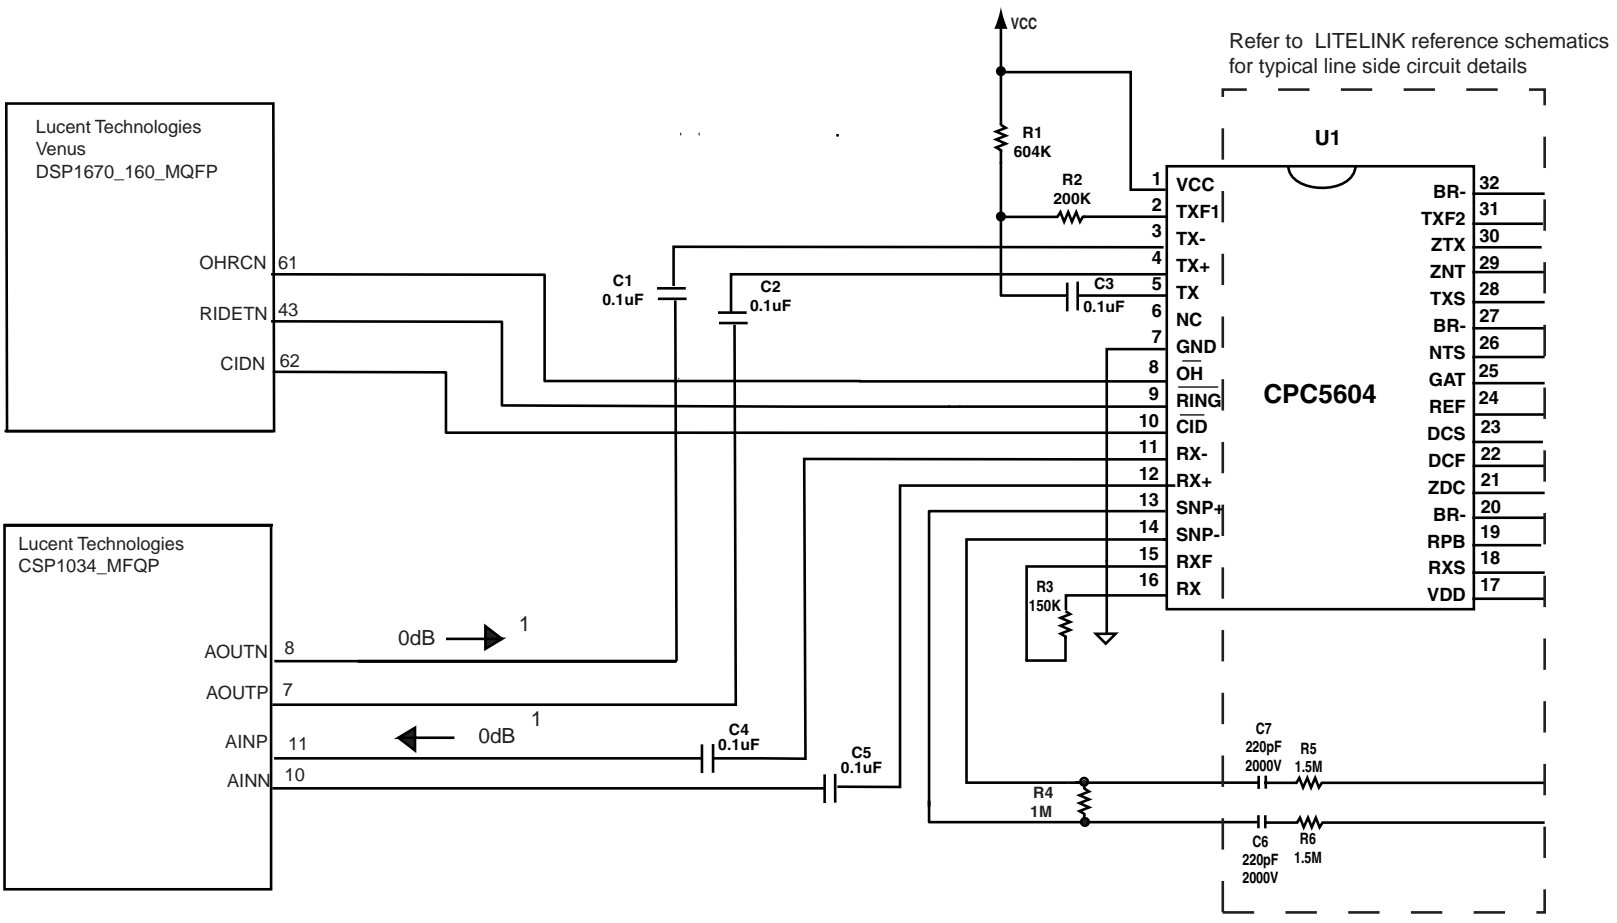 VCC
Refer to LITELINK reference schematics
for typical line side circuit details
Lucent Technologies
Venus
DSP1670_160_MQFP
OHRCN 61
RIDETN 43
CIDN 62
Lucent Technologies
CSP1034_MFQP
AOUTN 8
AOUTP 7
AINP 11
AINN 10
0dB 1
0dB 1
C1
0.1uF
C2
0.1uF
R1
604K
R2
200K
C3
0.1uF
C4
0.1uF
C5
0.1uF
R3
150K
R4
1M
C7
220pF
2000V
R5
1.5M
C6
220pF
2000V
R6
1.5M
U1
CPC5604
1 VCC
2 TXF1
3 TX-
4 TX+
5 TX
6 NC
7 GND
8 OH
9 RING
10 CID
11 RX-
12 RX+
13 SNP+
14 SNP-
15 RXF
16 RX
BR- 32
TXF2 31
ZTX 30
ZNT 29
TXS 28
BR- 27
NTS 26
GAT 25
REF 24
DCS 23
DCF 22
ZDC 21
BR- 20
RPB 19
RXS 18
VDD 17